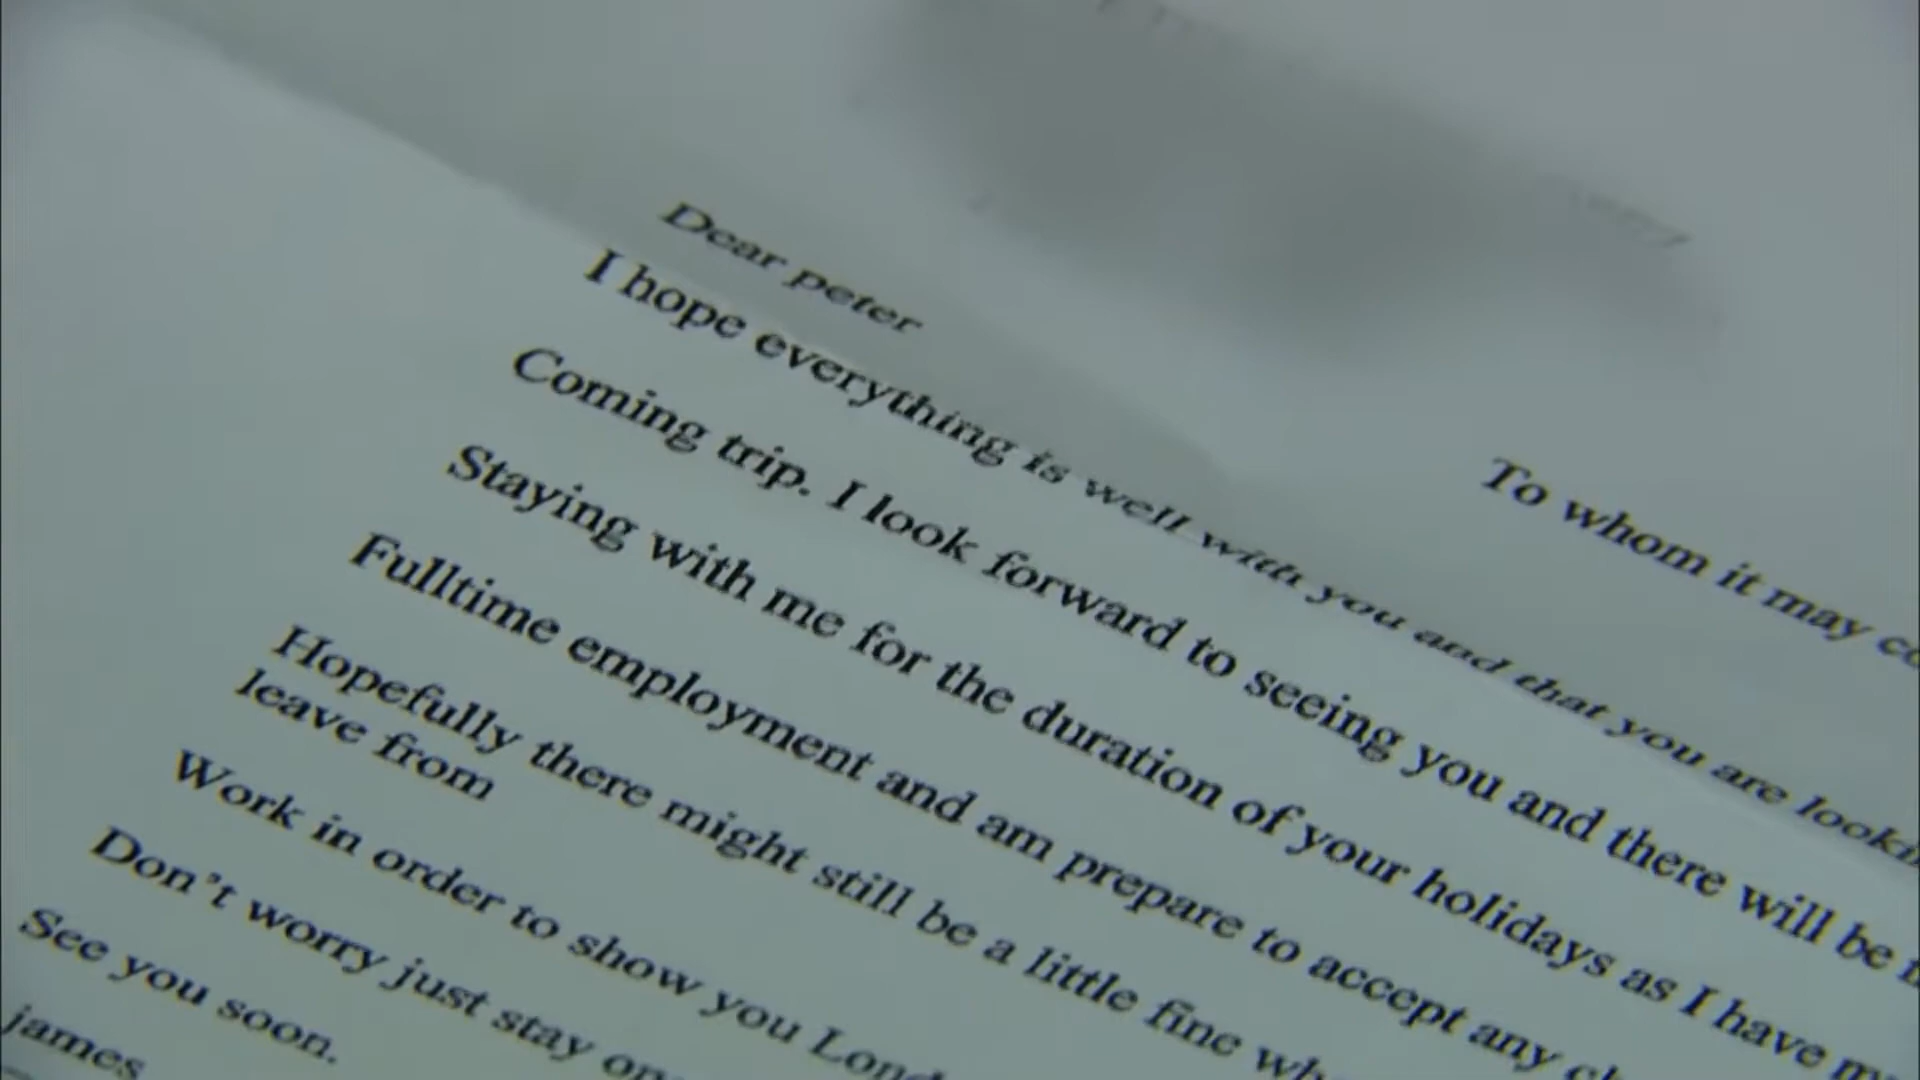 Dear peter
I hope everything is well with you and that you are
Coming trip. I look forward to seeing you and there will be
Staying with me for the duration of your holidays as I have
Fulltime employment and am prepare to accept any
Hopefully there might still be a little fine
leave from
Work in order to show you
Don't worry just stay
See you soon.
james
To whom it may